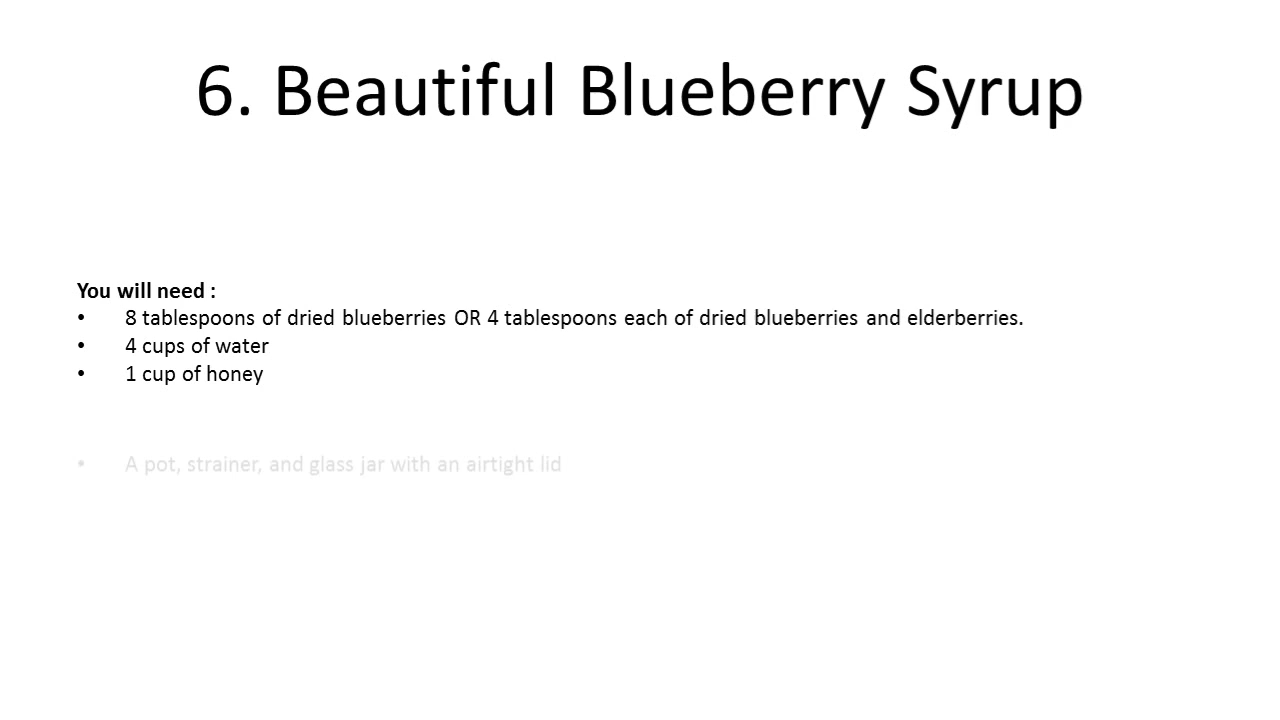 6. Beautiful Blueberry Syrup
You will need :
• 8 tablespoons of dried blueberries OR 4 tablespoons each of dried blueberries and elderberries.
• 4 cups of water
• 1 cup of honey
• A pot, strainer, and glass jar with an airtight lid